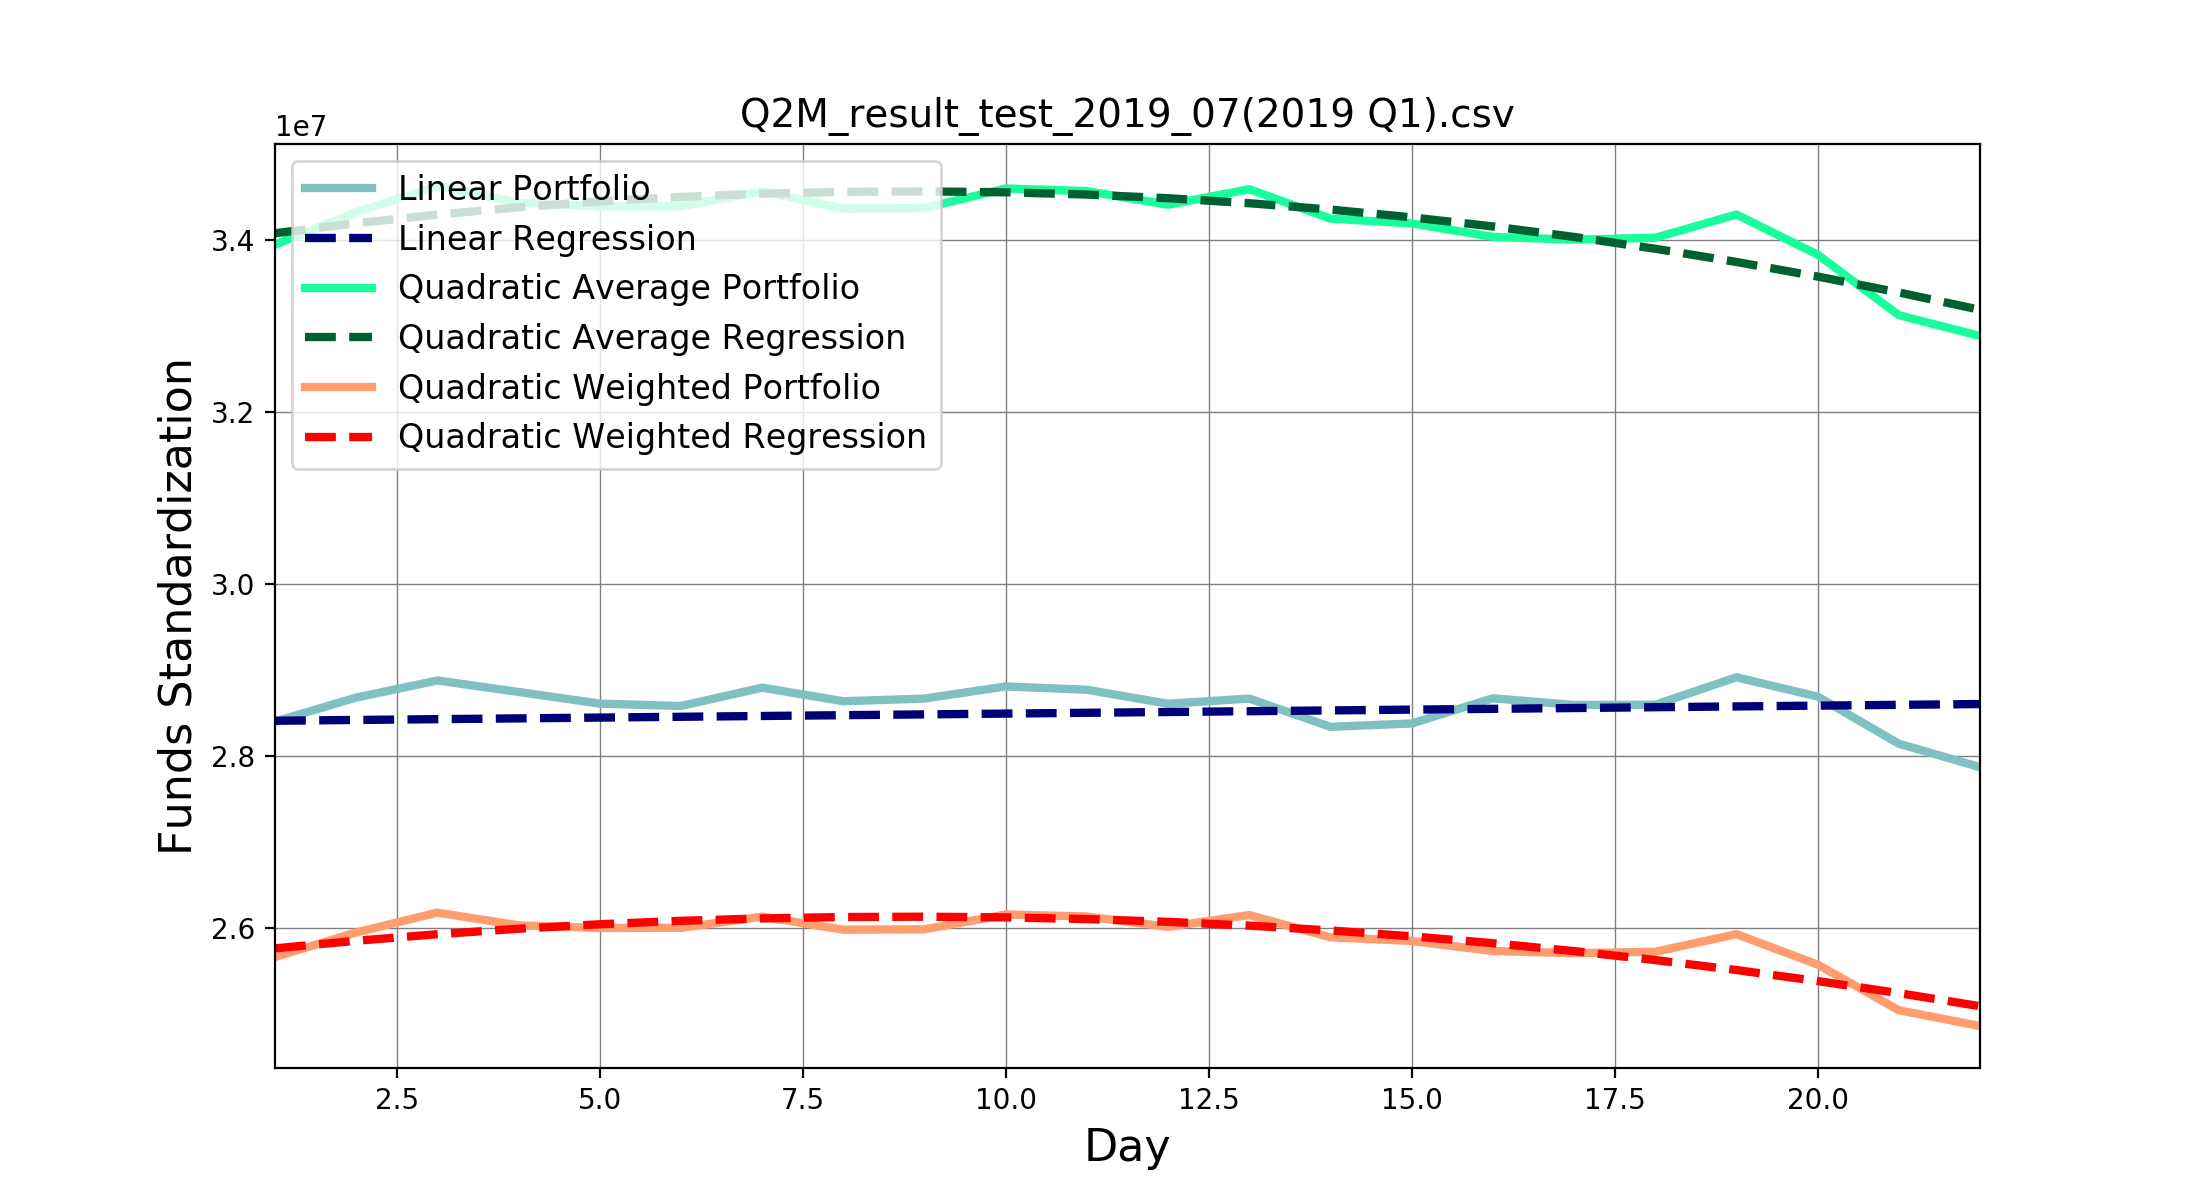 Q2M_result_test_2019_07(2019 Q1).csv
1e7
Linear Portfolio
Linear Regression
Quadratic Average Portfolio
Quadratic Average Regression
Quadratic Weighted Portfolio
Quadratic Weighted Regression
3.4
3.2
3.0
2.8
2.6
Funds Standardization
2.5 5.0 7.5 10.0 12.5 15.0 17.5 20.0
Day